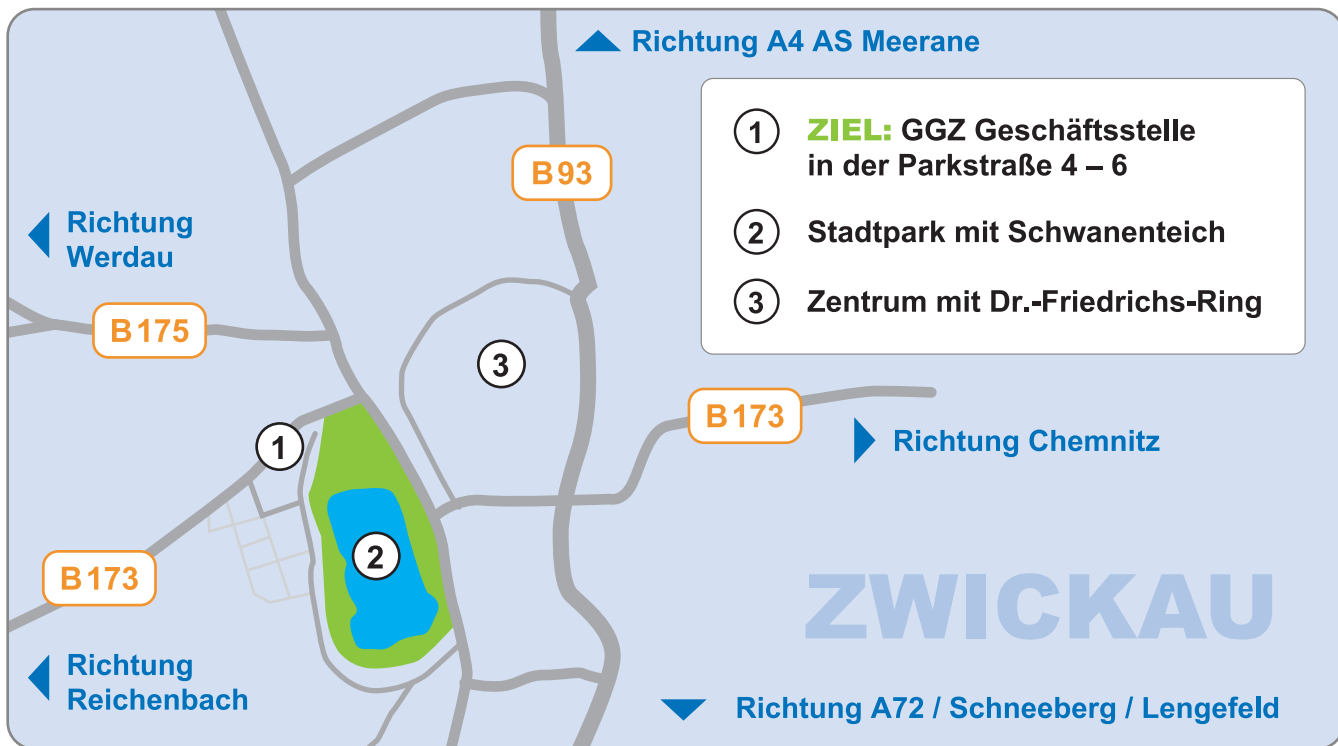 Richtung A4 AS Meerane
1 ZIEL: GGZ Geschäftsstelle
in der Parkstraße 4 – 6
2 Stadtpark mit Schwanenteich
3 Zentrum mit Dr.-Friedrichs-Ring
B 93
Richtung
Werdau
B 175
3
B 173
1
Richtung Chemnitz
2
B 173
ZWICKAU
Richtung
Reichenbach
Richtung A72 / Schneeberg / Lengefeld